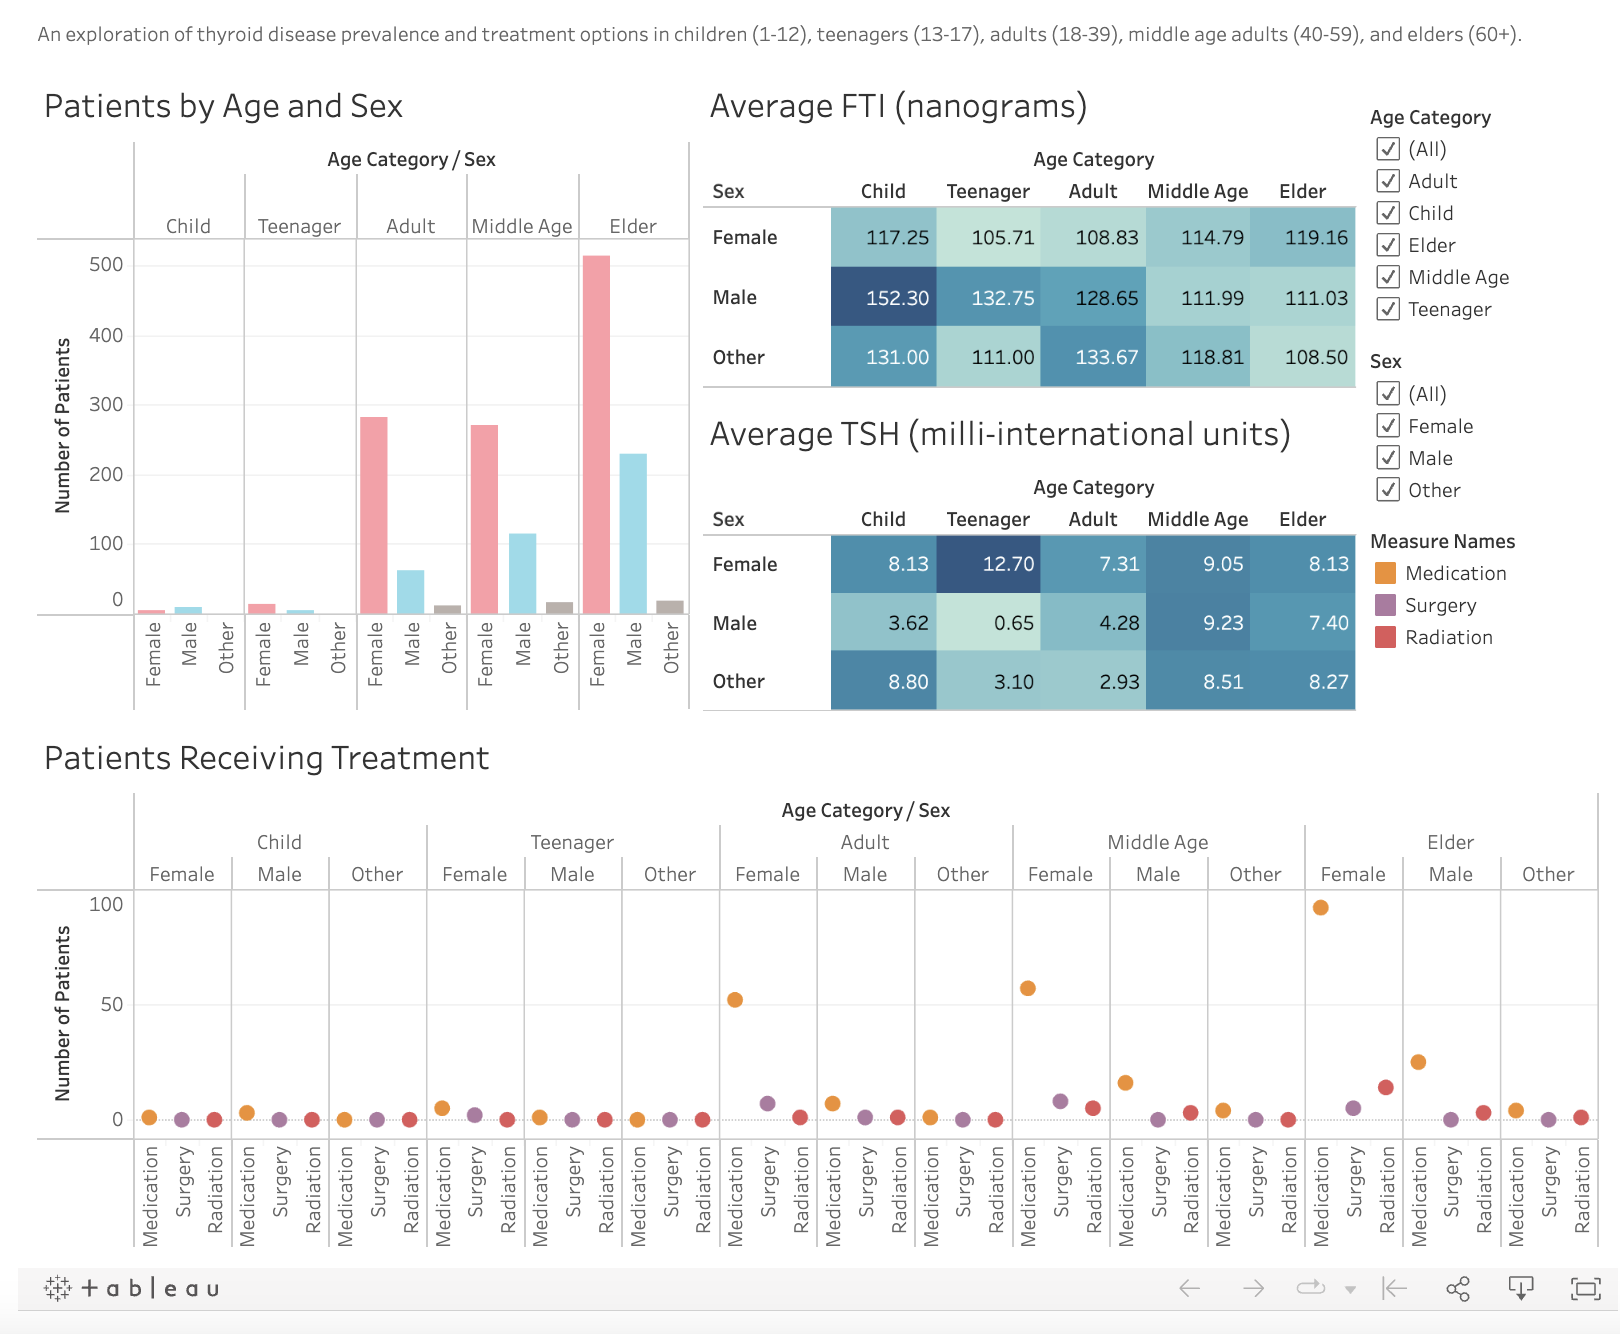 An exploration of thyroid disease prevalence and treatment options in children (1-12), teenagers (13-17), adults (18-39), middle age adults (40-59), and elders (60+).
Patients by Age and Sex
Age Category / Sex
Child Teenager Adult Middle Age Elder
Number of Patients
500
400
300
200
100
0
Female Male Other Female Male Other Female Male Other Female Male Other Female Male Other
Average FTI (nanograms)
Age Category
Sex Child Teenager Adult Middle Age Elder
Female 117.25 105.71 108.83 114.79 119.16
Male 152.30 132.75 128.65 111.99 111.03
Other 131.00 111.00 133.67 118.81 108.50
Average TSH (milli-international units)
Age Category
Sex Child Teenager Adult Middle Age Elder
Female 8.13 12.70 7.31 9.05 8.13
Male 3.62 0.65 4.28 9.23 7.40
Other 8.80 3.10 2.93 8.51 8.27
Age Category
(All)
Adult
Child
Elder
Middle Age
Teenager
Sex
(All)
Female
Male
Other
Measure Names
Medication
Surgery
Radiation
Patients Receiving Treatment
Age Category / Sex
Child Teenager Adult Middle Age Elder
Female Male Other Female Male Other Female Male Other Female Male Other Female Male Other
Number of Patients
100
50
0
Medication Surgery Radiation Medication Surgery Radiation Medication Surgery Radiation Medication Surgery Radiation Medication Surgery Radiation Medication Surgery Radiation Medication Surgery Radiation Medication Surgery Radiation Medication Surgery Radiation Medication Surgery Radiation Medication Surgery Radiation Medication Surgery Radiation Medication Surgery Radiation Medication Surgery Radiation Medication Surgery Radiation
+ableau